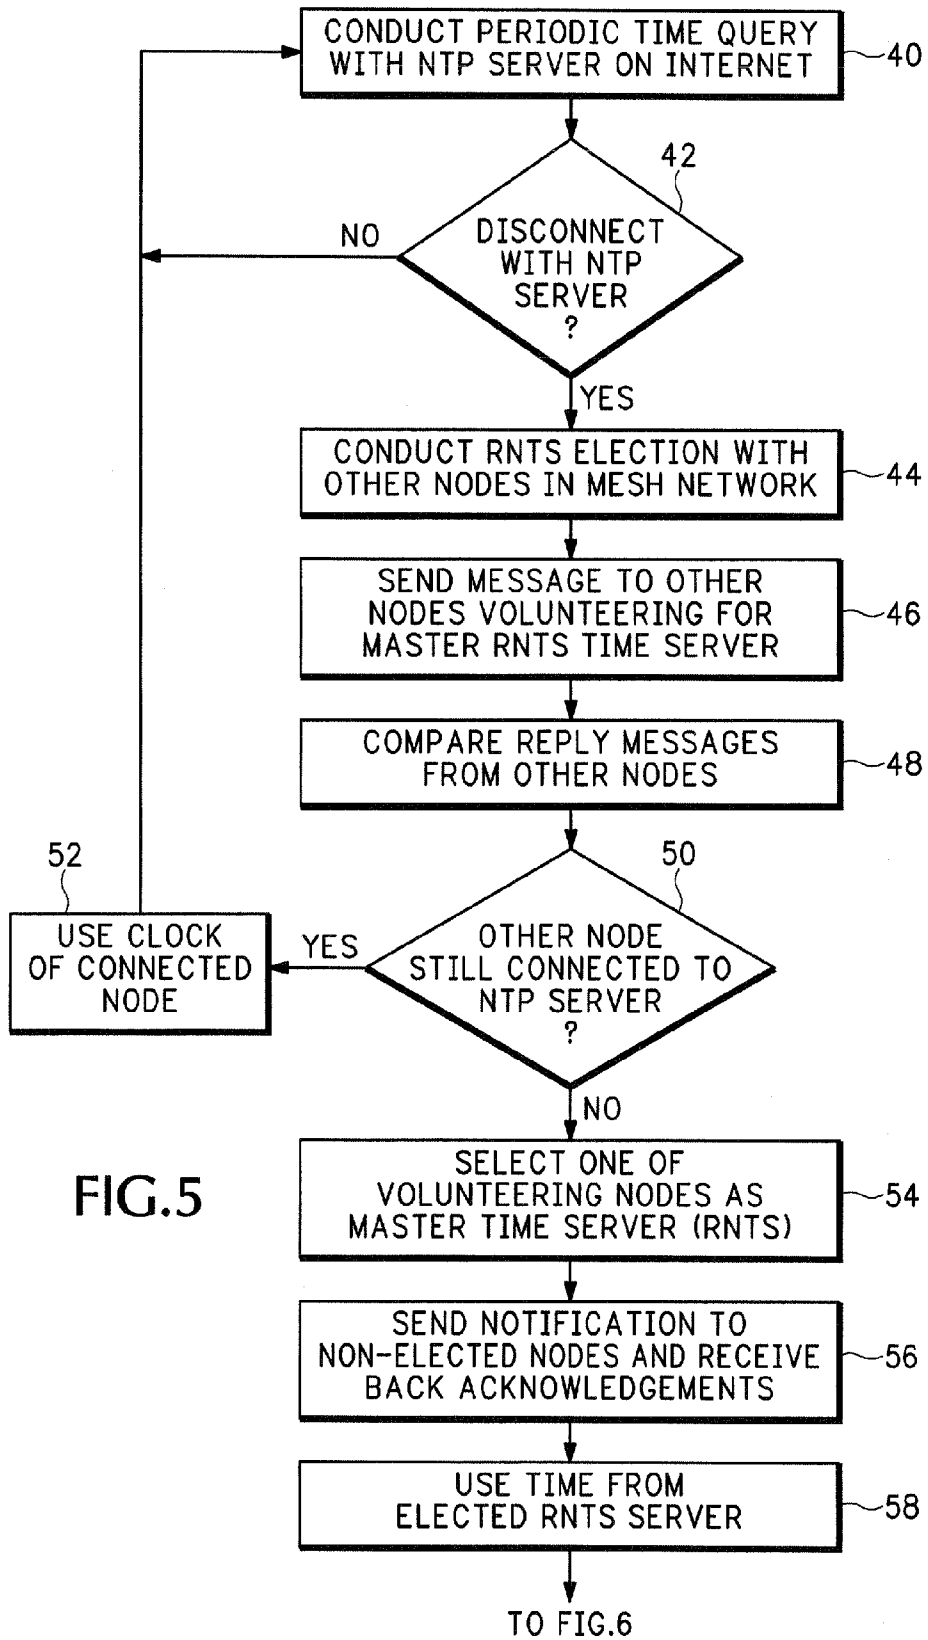 CONDUCT PERIODIC TIME QUERY
WITH NTP SERVER ON INTERNET
40
42
DISCONNECT
WITH NTP
SERVER
?
NO
YES
CONDUCT RNTS ELECTION WITH
OTHER NODES IN MESH NETWORK
44
SEND MESSAGE TO OTHER
NODES VOLUNTEERING FOR
MASTER RNTS TIME SERVER
46
COMPARE REPLY MESSAGES
FROM OTHER NODES
48
50
OTHER NODE
STILL CONNECTED TO
NTP SERVER
?
YES
52
USE CLOCK
OF CONNECTED
NODE
NO
SELECT ONE OF
VOLUNTEERING NODES AS
MASTER TIME SERVER (RNTS)
54
FIG.5
SEND NOTIFICATION TO
NON-ELECTED NODES AND RECEIVE
BACK ACKNOWLEDGEMENTS
56
USE TIME FROM
ELECTED RNTS SERVER
58
TO FIG.6